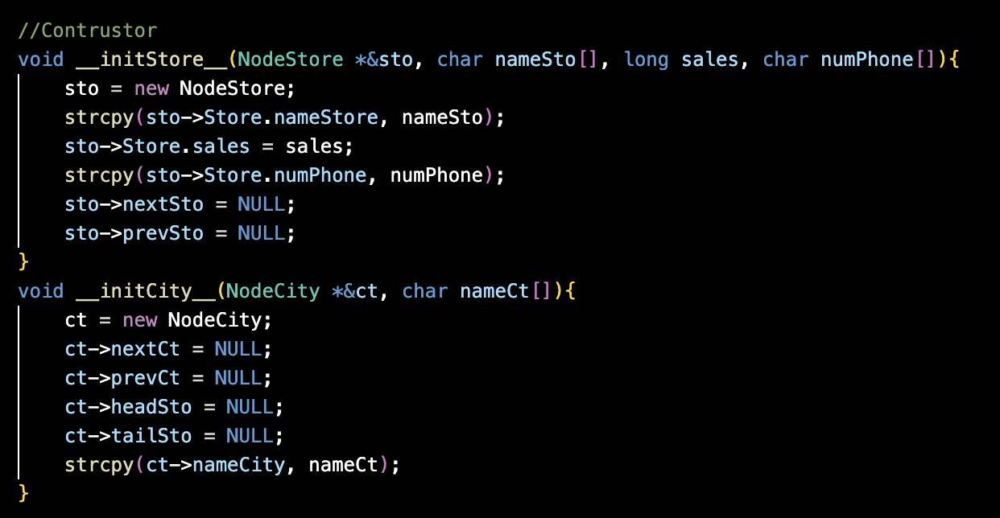 //Contrustor
void __initStore__(NodeStore *&sto, char nameSto[], long sales, char numPhone[]){
    sto = new NodeStore;
    strcpy(sto->Store.nameStore, nameSto);
    sto->Store.sales = sales;
    strcpy(sto->Store.numPhone, numPhone);
    sto->nextSto = NULL;
    sto->prevSto = NULL;
}
void __initCity__(NodeCity *&ct, char nameCt[]){
    ct = new NodeCity;
    ct->nextCt = NULL;
    ct->prevCt = NULL;
    ct->headSto = NULL;
    ct->tailSto = NULL;
    strcpy(ct->nameCity, nameCt);
}